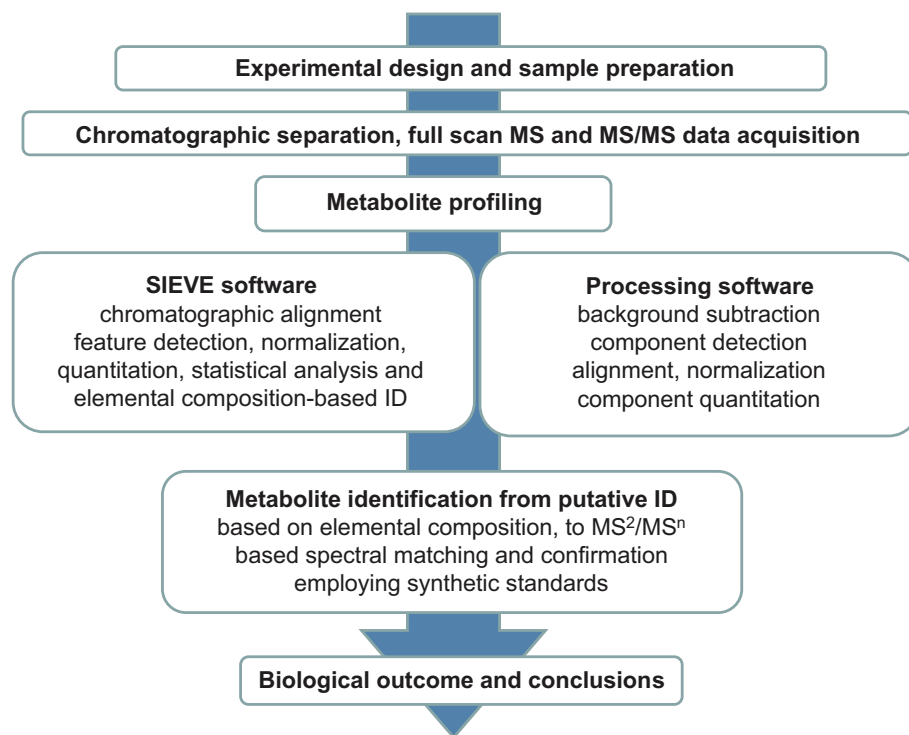 Experimental design and sample preparation
Chromatographic separation, full scan MS and MS/MS data acquisition
Metabolite profiling
SIEVE software
chromatographic alignment
feature detection, normalization,
quantitation, statistical analysis and
elemental composition-based ID
Processing software
background subtraction
component detection
alignment, normalization
component quantitation
Metabolite identification from putative ID
based on elemental composition, to MS²/MSⁿ
based spectral matching and confirmation
employing synthetic standards
Biological outcome and conclusions